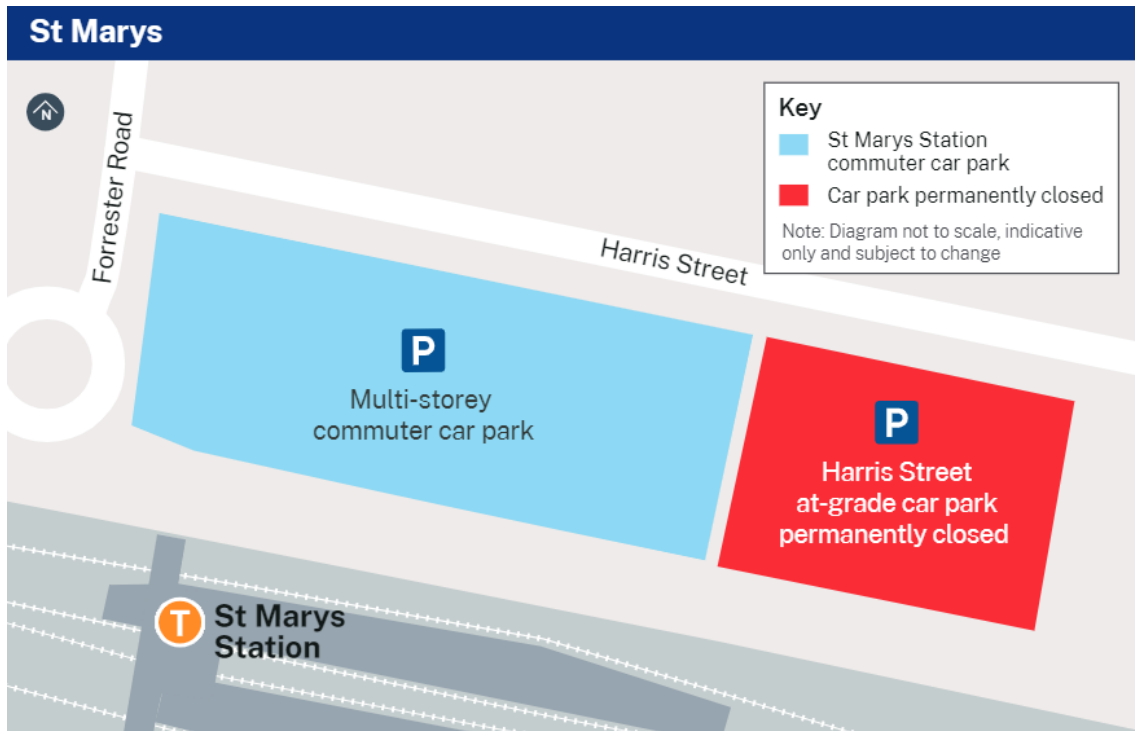 St Marys
N
Forrester Road
Harris Street
Key
St Marys Station
commuter car park
Car park permanently closed
Note: Diagram not to scale, indicative
only and subject to change
P
Multi-storey
commuter car park
P
Harris Street
at-grade car park
permanently closed
T
St Marys
Station